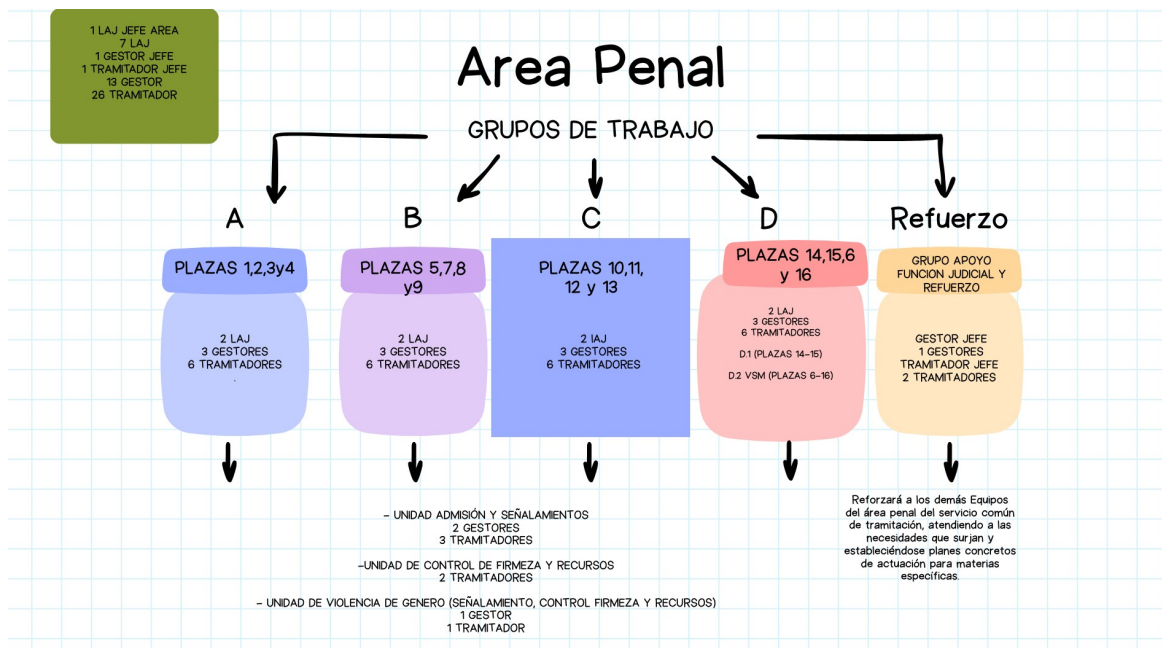 1 LAJ JEFE AREA
7 LAJ
1 GESTOR JEFE
1 TRAMITADOR JEFE
13 GESTOR
26 TRAMITADOR
Area Penal
GRUPOS DE TRABAJO
A
PLAZAS 1,2,3y4
2 LAJ
3 GESTORES
6 TRAMITADORES
.
B
PLAZAS 5,7,8
y9
2 LAJ
3 GESTORES
6 TRAMITADORES
C
PLAZAS 10,11,
12 y 13
2 lAJ
3 GESTORES
6 TRAMITADORES
D
PLAZAS 14,15,6
y 16
2 LAJ
3 GESTORES
6 TRAMITADORES
D.1 (PLAZAS 14-15)
D.2 VSM (PLAZAS 6-16)
Refuerzo
GRUPO APOYO
FUNCION JUDICIAL Y
REFUERZO
GESTOR JEFE
1 GESTORES
TRAMITADOR JEFE
2 TRAMITADORES
- UNIDAD ADMISIÓN Y SEÑALAMIENTOS
2 GESTORES
3 TRAMITADORES
-UNIDAD DE CONTROL DE FIRMEZA Y RECURSOS
2 TRAMITADORES
- UNIDAD DE VIOLENCIA DE GENERO (SEÑALAMIENTO, CONTROL FIRMEZA Y RECURSOS)
1 GESTOR
1 TRAMITADOR
Reforzará a los demás Equipos
del área penal del servicio común
de tramitación, atendiendo a las
necesidades que surjan y
estableciéndose planes concretos
de actuación para materias
específicas.